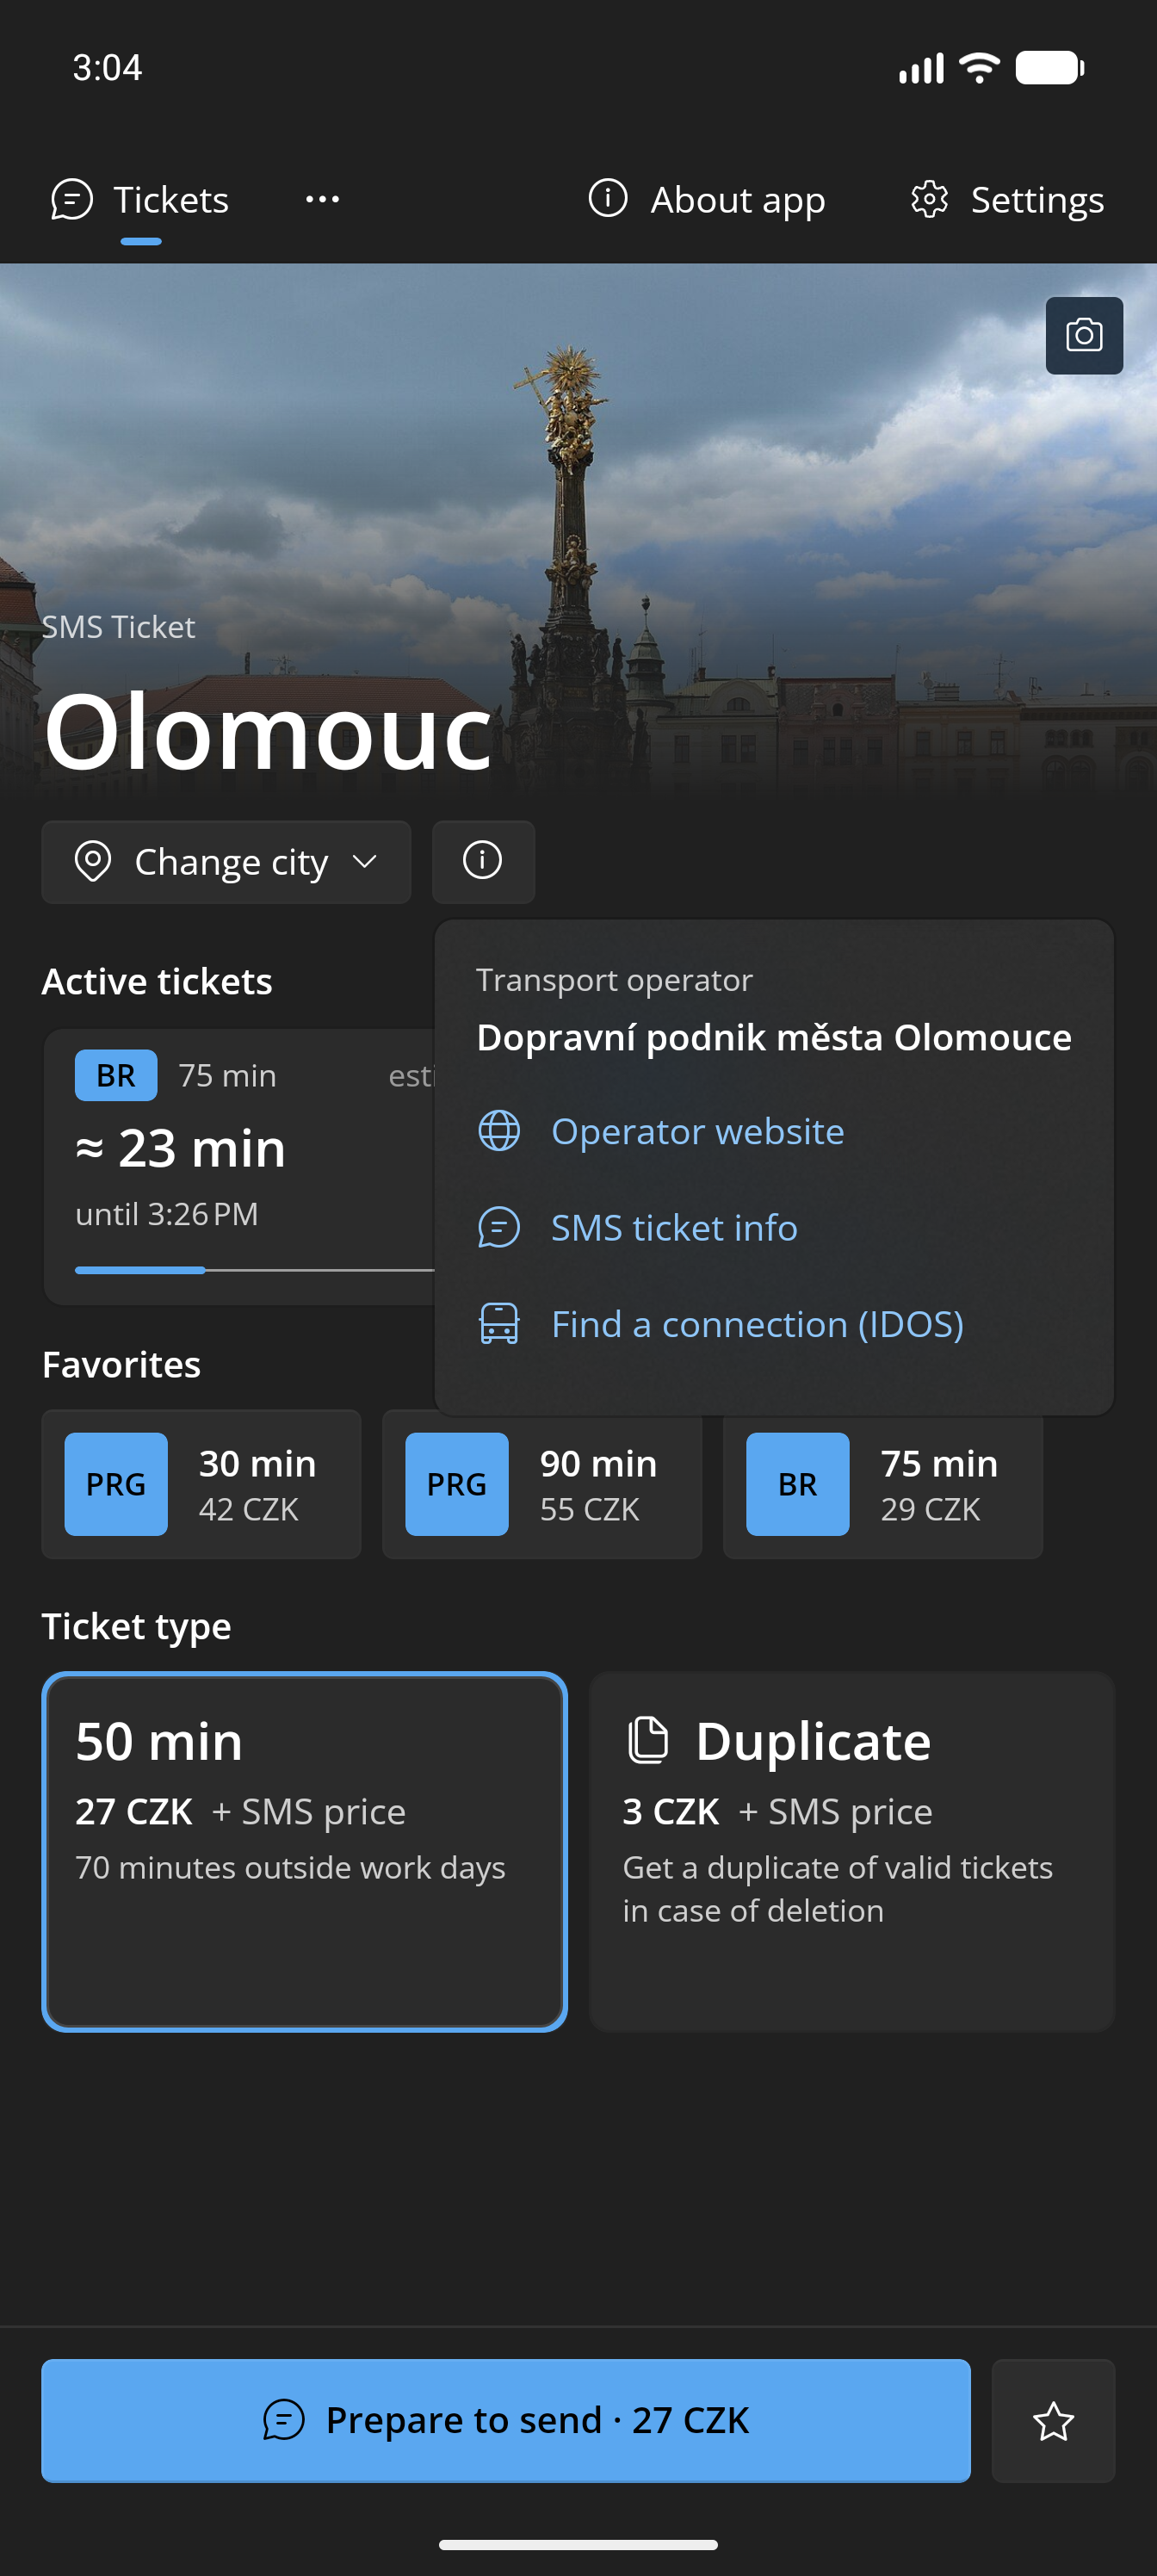 3:04
Tickets
About app
Settings
SMS Ticket
Olomouc
Change city
Transport operator
Dopravní podnik města Olomouce
Operator website
SMS ticket info
Find a connection (IDOS)
Active tickets
BR 75 min esti
≈ 23 min
until 3:26 PM
Favorites
PRG 30 min
42 CZK
PRG 90 min
55 CZK
BR 75 min
29 CZK
Ticket type
50 min
27 CZK + SMS price
70 minutes outside work days
Duplicate
3 CZK + SMS price
Get a duplicate of valid tickets
in case of deletion
Prepare to send · 27 CZK